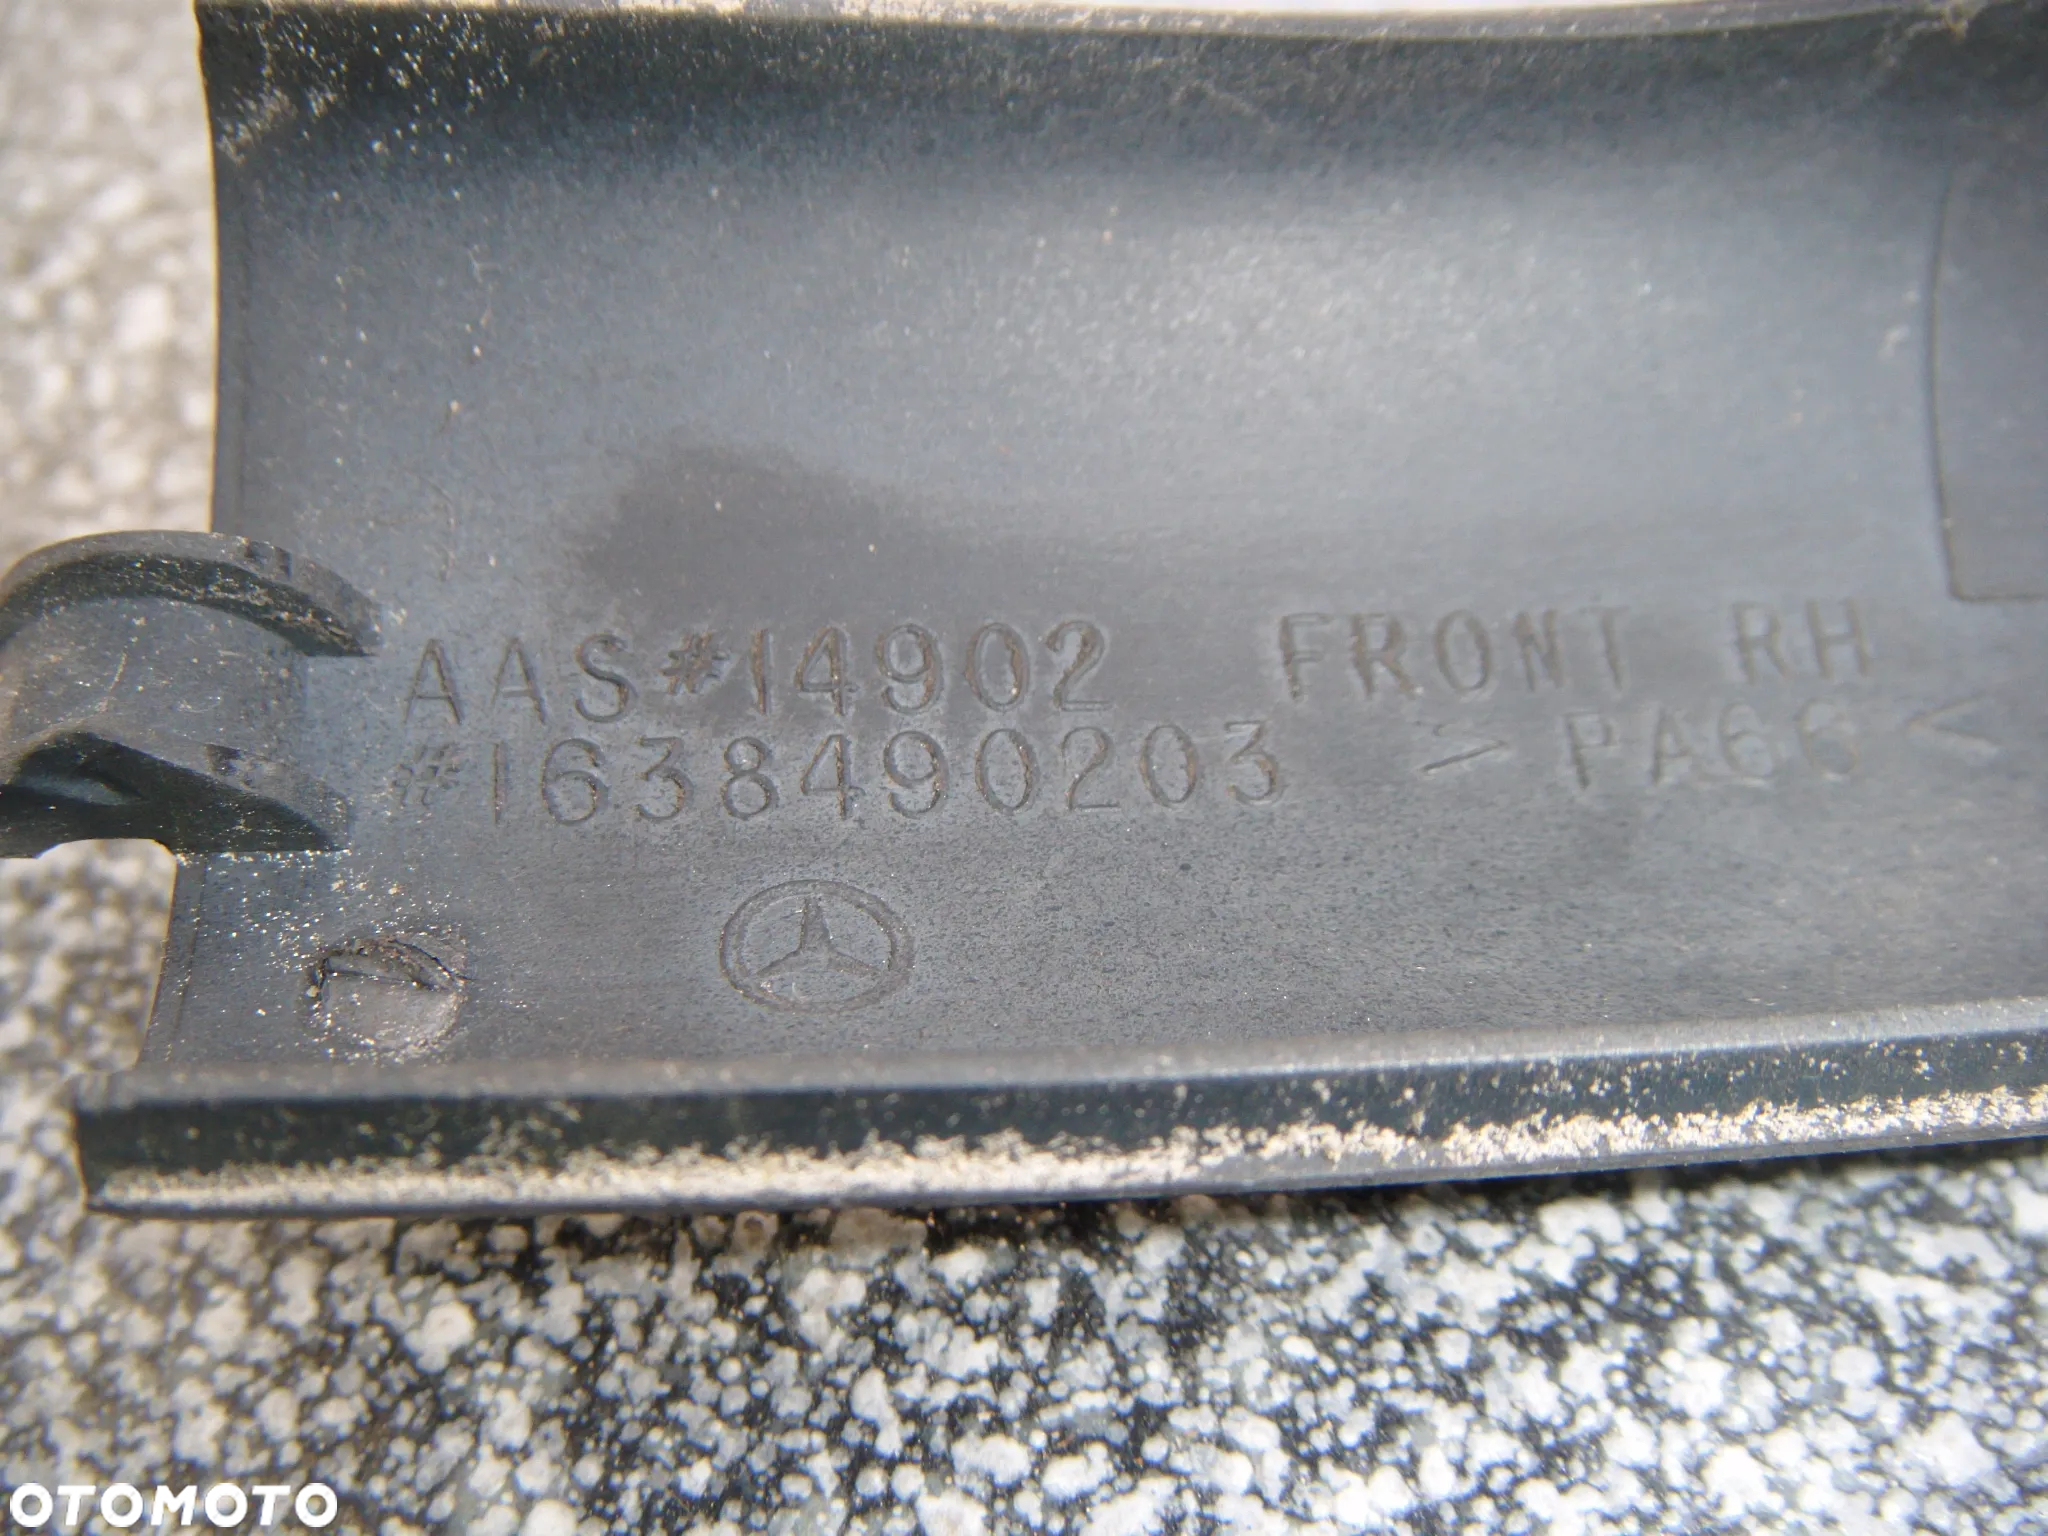 AAS#14902 FRONT RH
#1638490203 > PA66 <
OTOMOTO